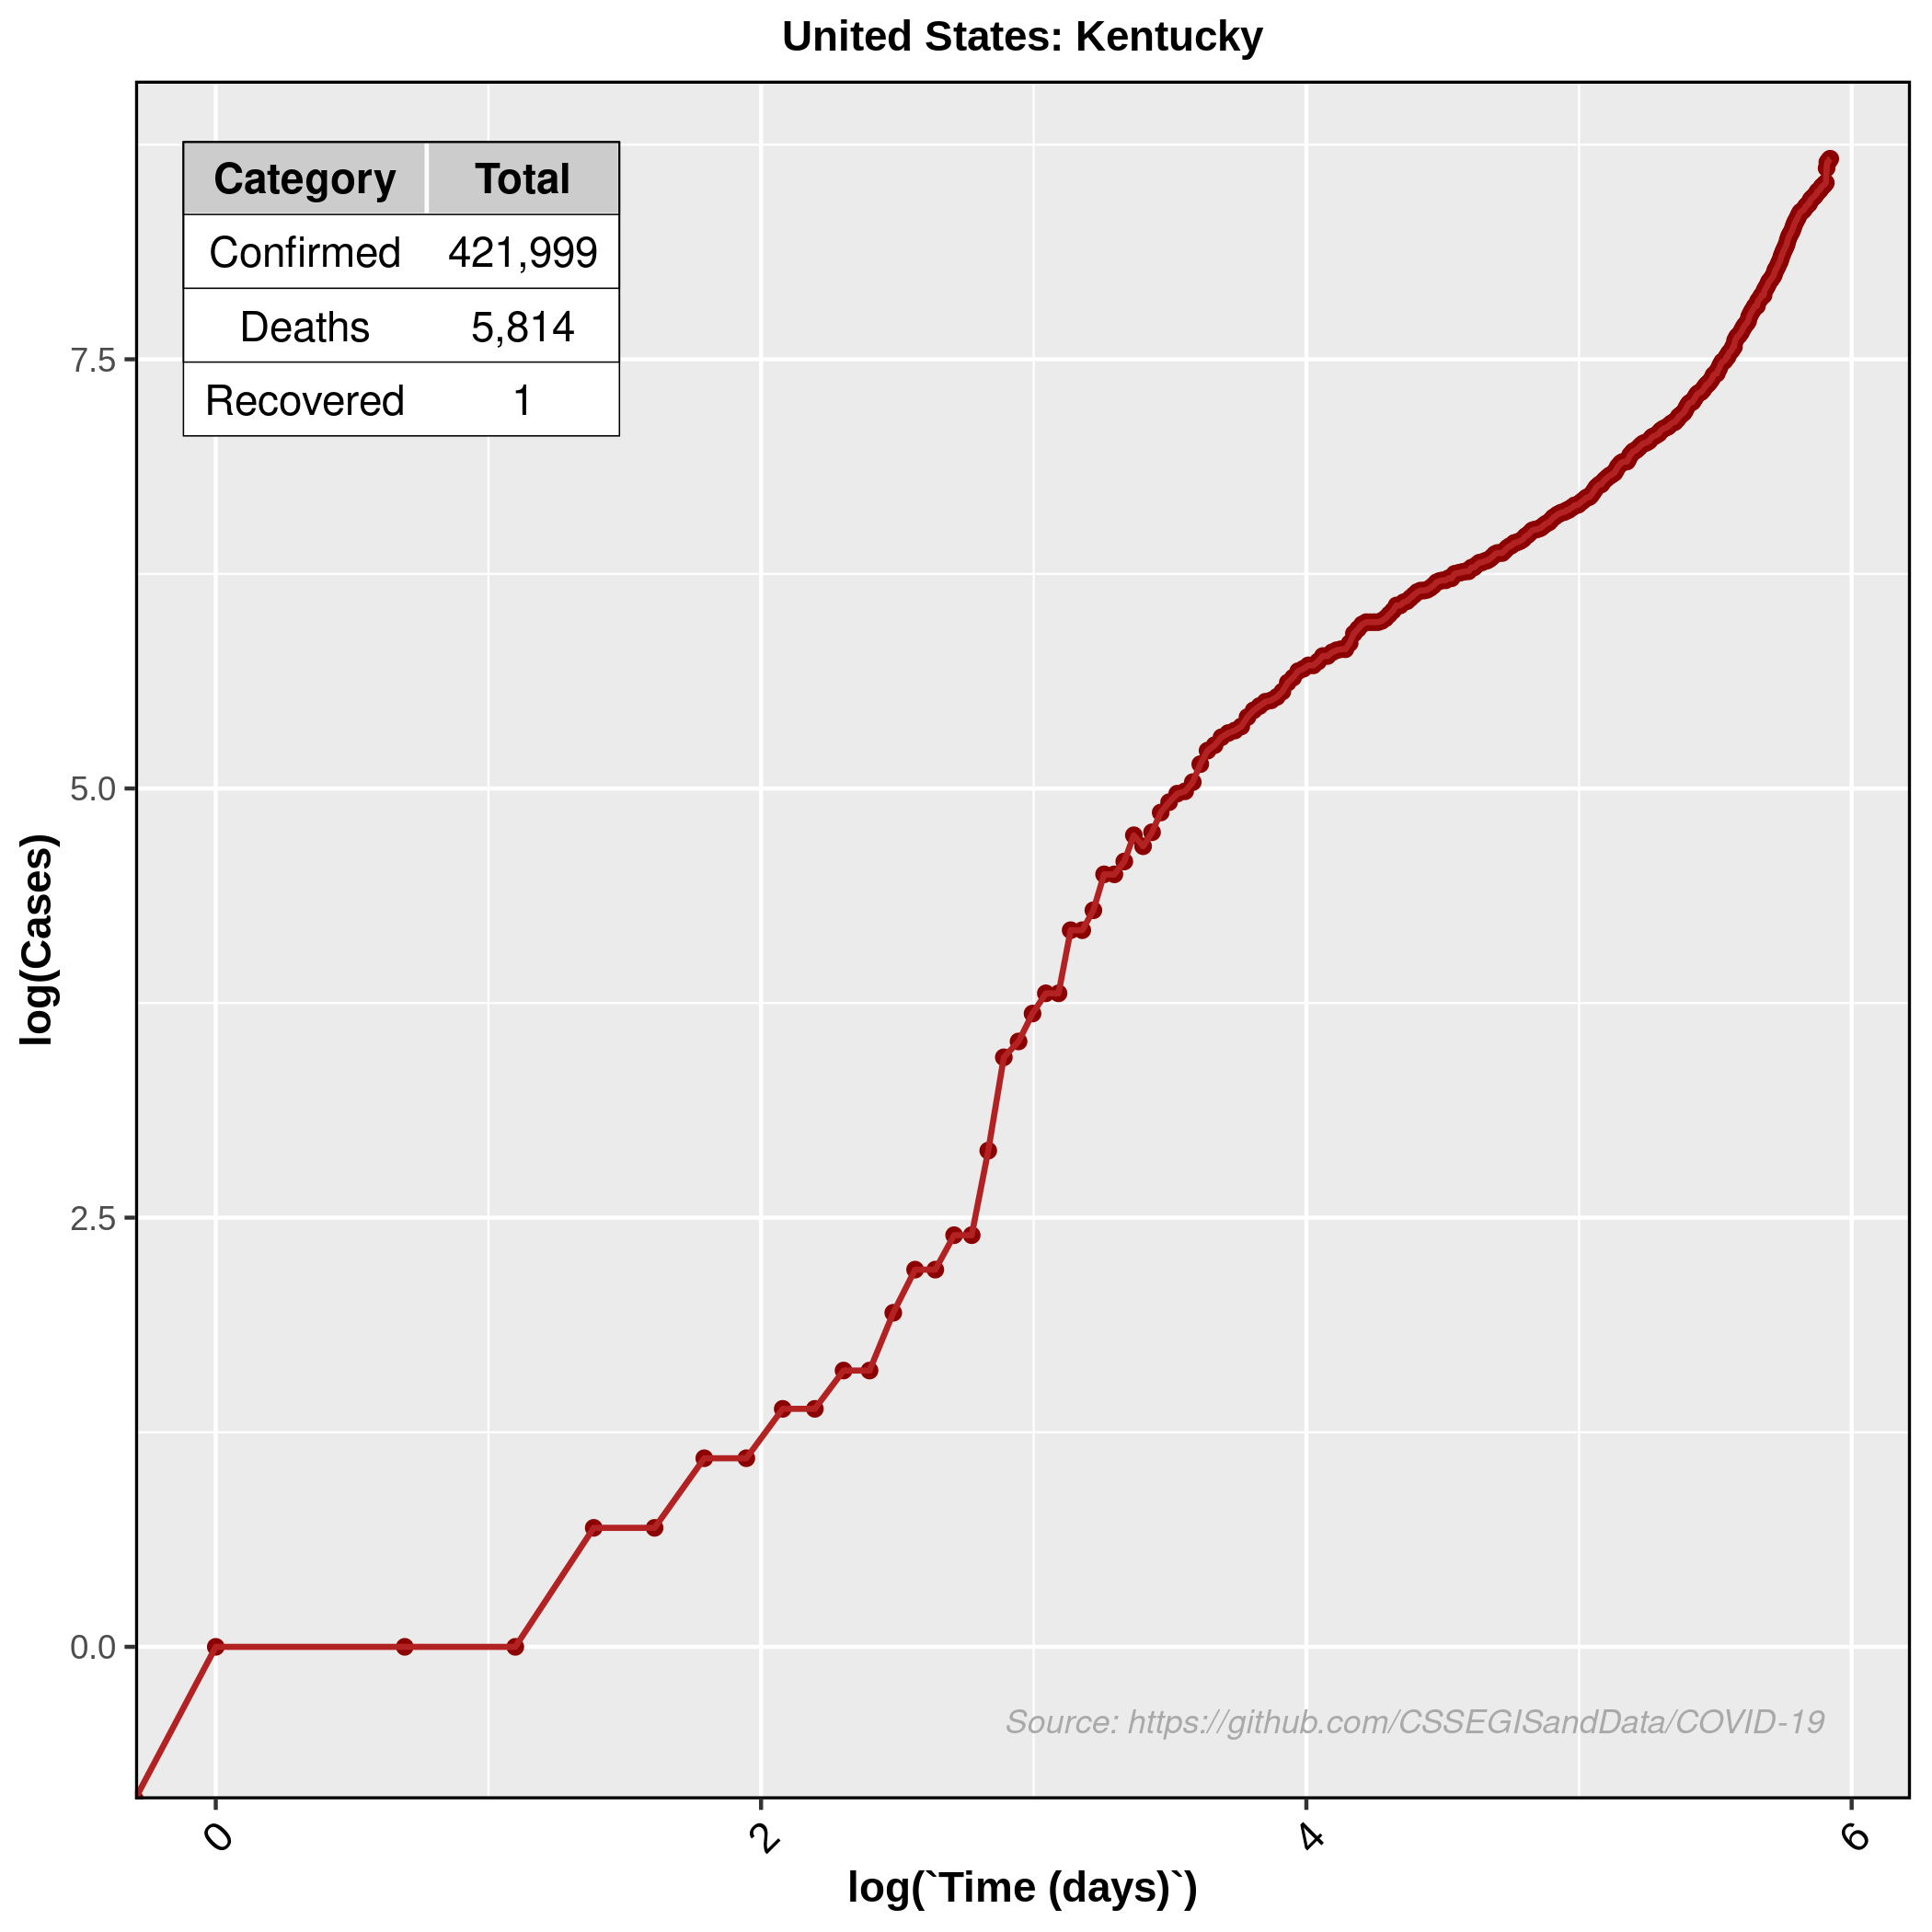 United States: Kentucky
Category Total
Confirmed 421,999
Deaths 5,814
Recovered 1
7.5
5.0
2.5
0.0
log(Cases)
Source: https://github.com/CSSEGISandData/COVID-19
0 2 4 6
log(`Time (days)`)